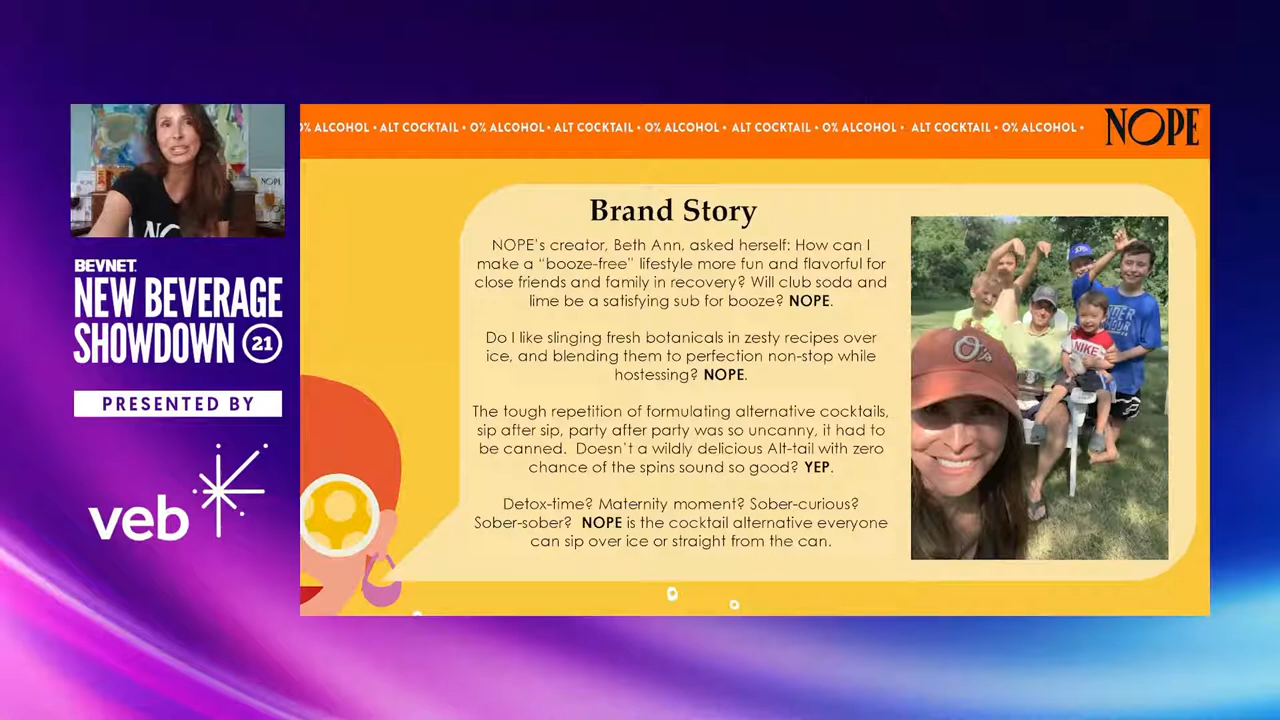 0% ALCOHOL • ALT COCKTAIL • 0% ALCOHOL • ALT COCKTAIL • 0% ALCOHOL • ALT COCKTAIL • 0% ALCOHOL • ALT COCKTAIL • 0% ALCOHOL •
NOPE
BEVNET
NEW BEVERAGE
SHOWDOWN 21
PRESENTED BY
veb
Brand Story
NOPE's creator, Beth Ann, asked herself: How can I
make a “booze-free” lifestyle more fun and flavorful for
close friends and family in recovery? Will club soda and
lime be a satisfying sub for booze? NOPE.
Do I like slinging fresh botanicals in zesty recipes over
ice, and blending them to perfection non-stop while
hostessing? NOPE.
The tough repetition of formulating alternative cocktails,
sip after sip, party after party was so uncanny, it had to
be canned. Doesn't a wildly delicious Alt-tail with zero
chance of the spins sound so good? YEP.
Detox-time? Maternity moment? Sober-curious?
Sober-sober? NOPE is the cocktail alternative everyone
can sip over ice or straight from the can.
O's
NIKE
NOPE